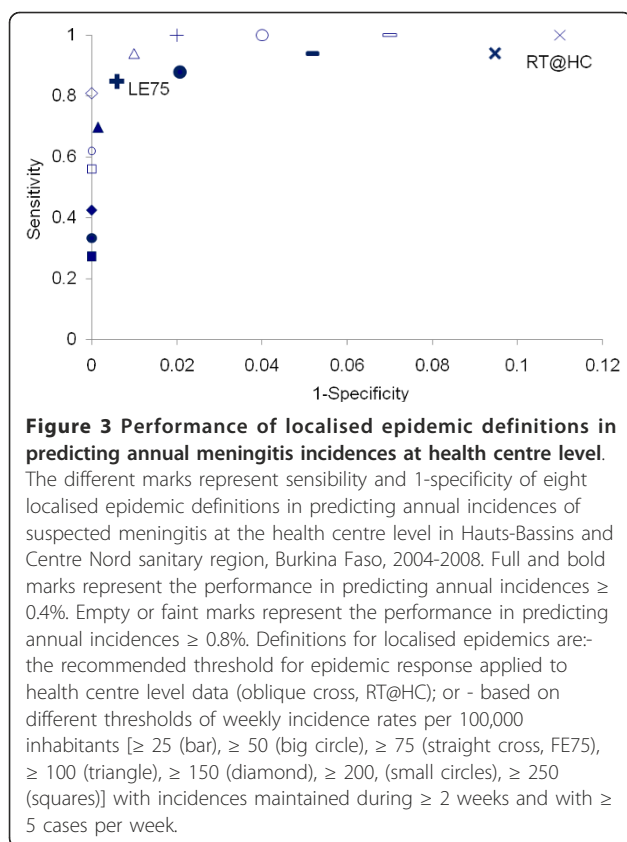 1
0.8
0.6
0.4
0.2
0
Sensitivity
RT@HC
LE75
0 0.02 0.04 0.06 0.08 0.1 0.12
1-Specificity
Figure 3 Performance of localised epidemic definitions in
predicting annual meningitis incidences at health centre level.
The different marks represent sensibility and 1-specificity of eight
localised epidemic definitions in predicting annual incidences of
suspected meningitis at the health centre level in Hauts-Bassins and
Centre Nord sanitary region, Burkina Faso, 2004-2008. Full and bold
marks represent the performance in predicting annual incidences ≥
0.4%. Empty or faint marks represent the performance in predicting
annual incidences ≥ 0.8%. Definitions for localised epidemics are:-
the recommended threshold for epidemic response applied to
health centre level data (oblique cross, RT@HC); or - based on
different thresholds of weekly incidence rates per 100,000
inhabitants [≥ 25 (bar), ≥ 50 (big circle), ≥ 75 (straight cross, FE75),
≥ 100 (triangle), ≥ 150 (diamond), ≥ 200, (small circles), ≥ 250
(squares)] with incidences maintained during ≥ 2 weeks and with ≥
5 cases per week.